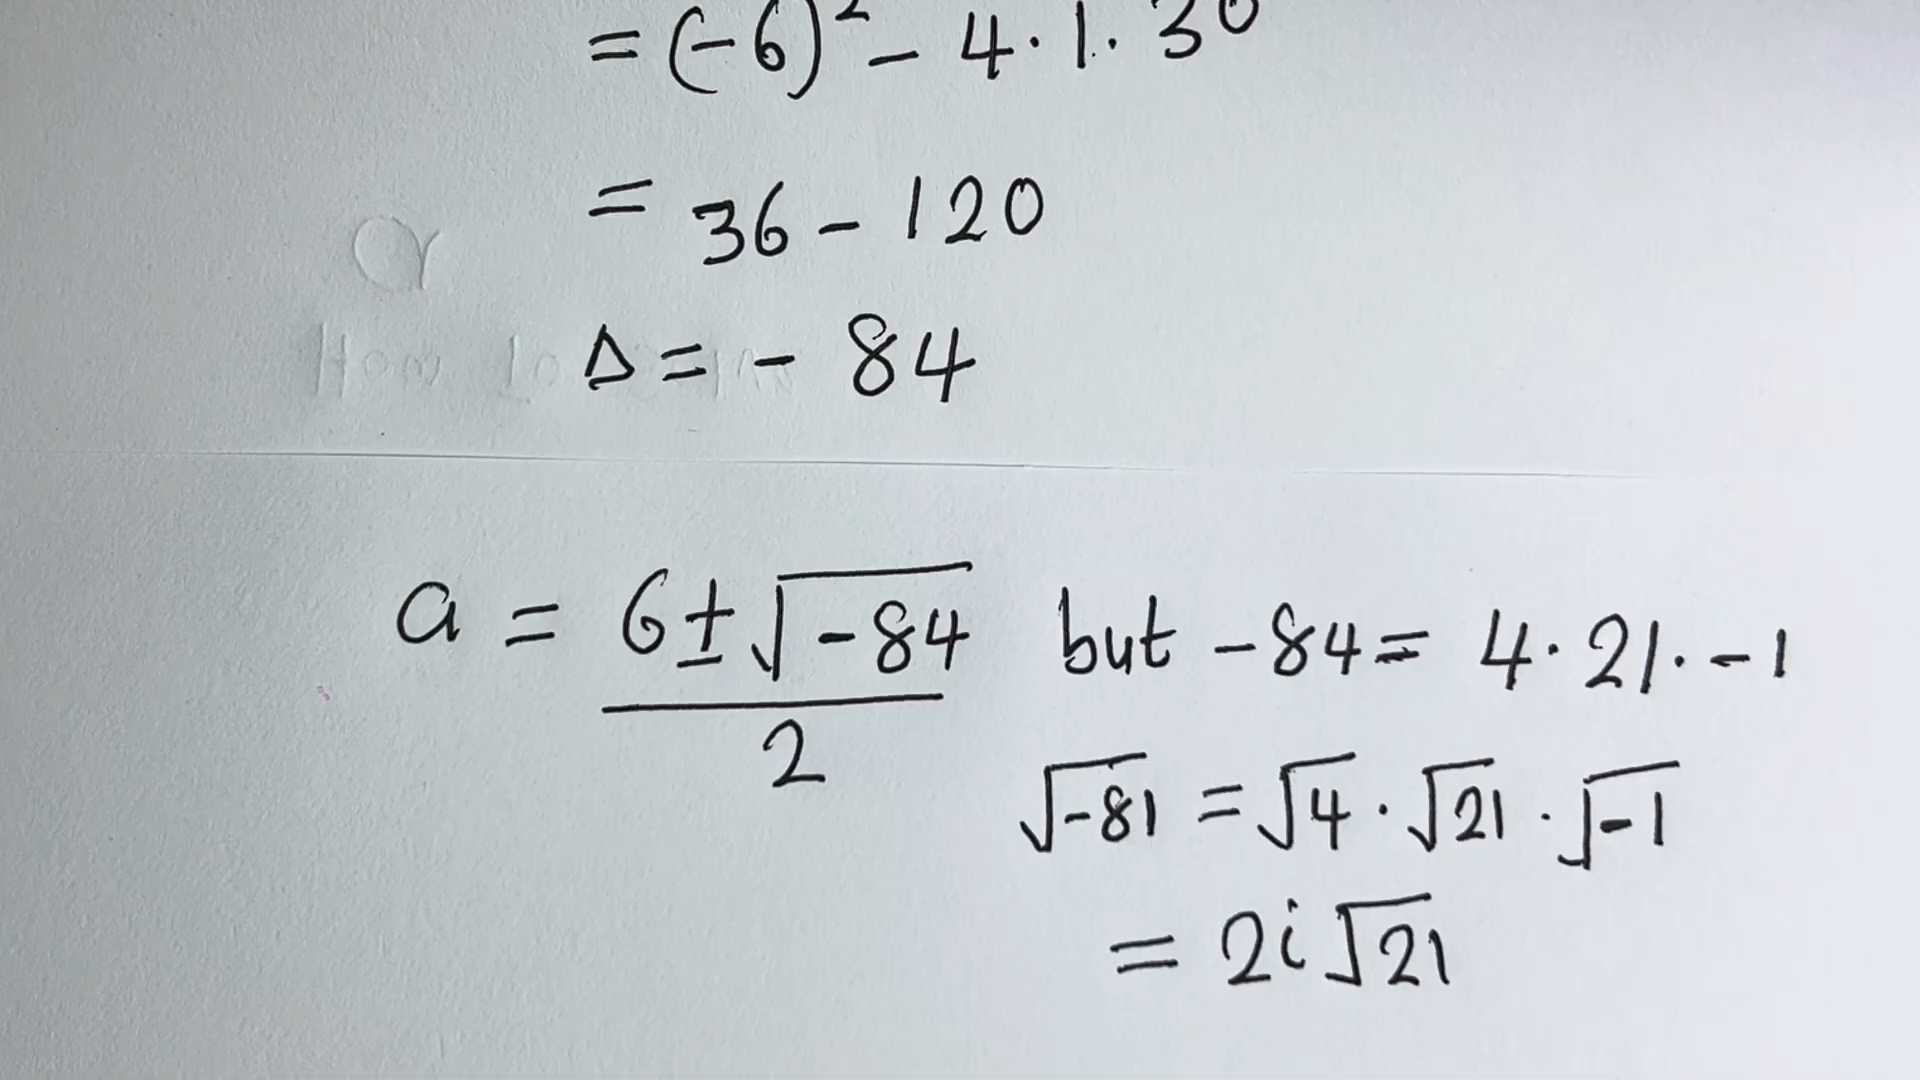 = (-6)² - 4 · 1 · 30
= 36 - 120
Δ = - 84
a = 6 ± √-84 but -84 = 4 · 21 · -1
2
√-81 = √4 · √21 · √-1
= 2i √21